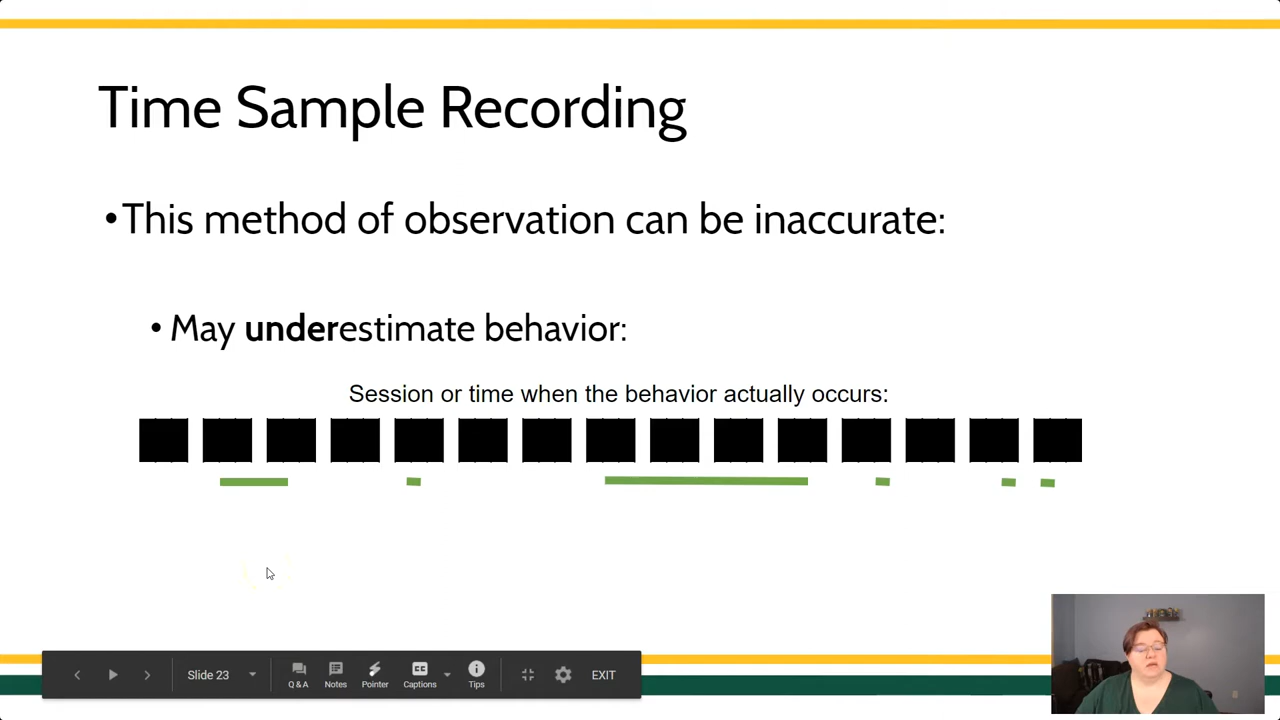 Time Sample Recording
•This method of observation can be inaccurate:
• May underestimate behavior:
Session or time when the behavior actually occurs:
Slide 23
Q & A
Notes
Pointer
Captions
Tips
EXIT